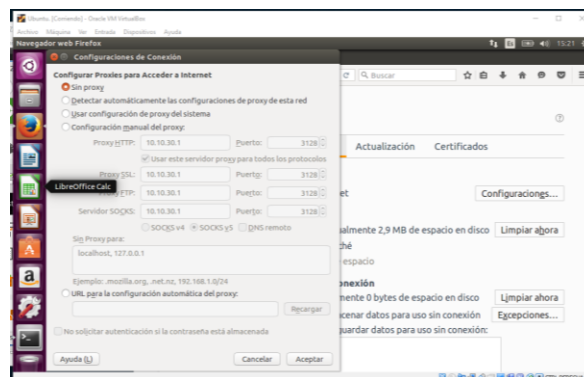 Ubuntu [Corriendo] - Oracle VM VirtualBox
Archivo Máquina Ver Entrada Dispositivos Ayuda
Navegador web Firefox
Es
15:21
Configuraciones de Conexión
Configurar Proxies para Acceder a Internet
Sin proxy
Detectar automáticamente las configuraciones de proxy de esta red
Usar configuración de proxy del sistema
Configuración manual del proxy:
Proxy HTTP: 10.10.30.1 Puerto: 3128
Usar este servidor proxy para todos los protocolos
Proxy SSL: 10.10.30.1 Puerto: 3128
LibreOffice Calc
Proxy FTP: 10.10.30.1 Puerto: 3128
Servidor SOCKS: 10.10.30.1 Puerto: 3128
SOCKS v4 SOCKS v5 DNS remoto
Sin Proxy para:
localhost, 127.0.0.1
Ejemplo: .mozilla.org, .net.nz, 192.168.1.0/24
URL para la configuración automática del proxy:
Recargar
No solicitar autenticación si la contraseña está almacenada
Ayuda (L) Cancelar Aceptar
Buscar
Actualización Certificados
et Configuraciones...
almente 2,9 MB de espacio en disco Limpiar ahora
ché
espacio
onexión
mente 0 bytes de espacio en disco Limpiar ahora
cenar datos para uso sin conexión Excepciones...
guardar datos para uso sin conexión: